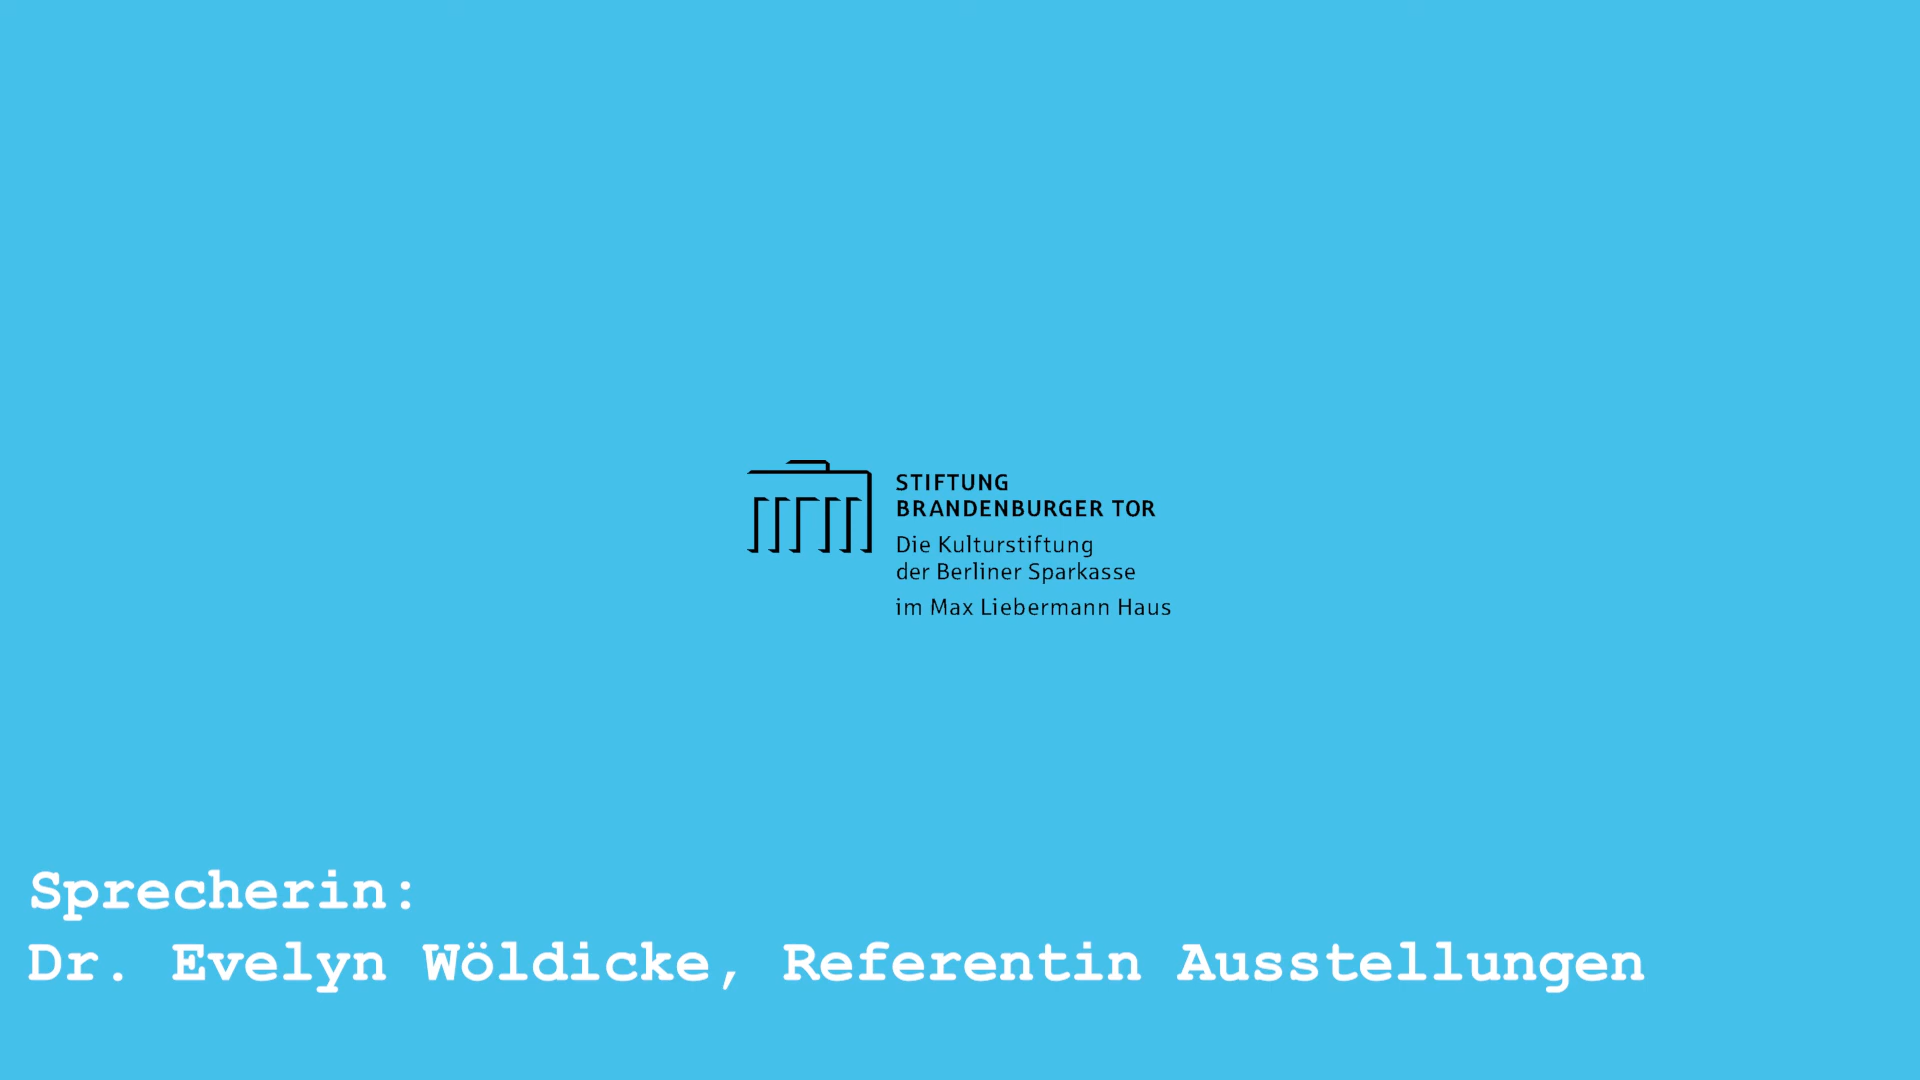 STIFTUNG
BRANDENBURGER TOR
Die Kulturstiftung
der Berliner Sparkasse
im Max Liebermann Haus
Sprecherin:
Dr. Evelyn Wöldicke, Referentin Ausstellungen